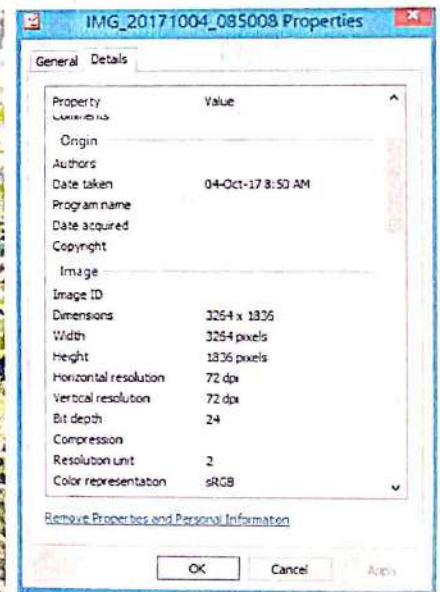 IMG_20171004_085008 Properties
General Details
Property Value
Comments
Origin
Authors
Date taken 04-Oct-17 8:50 AM
Program name
Date acquired
Copyright
Image
Image ID
Dimensions 3264 x 1836
Width 3264 pixels
Height 1836 pixels
Horizontal resolution 72 dpi
Vertical resolution 72 dpi
Bit depth 24
Compression
Resolution unit 2
Color representation sRGB
Remove Properties and Personal Information
OK Cancel Apply